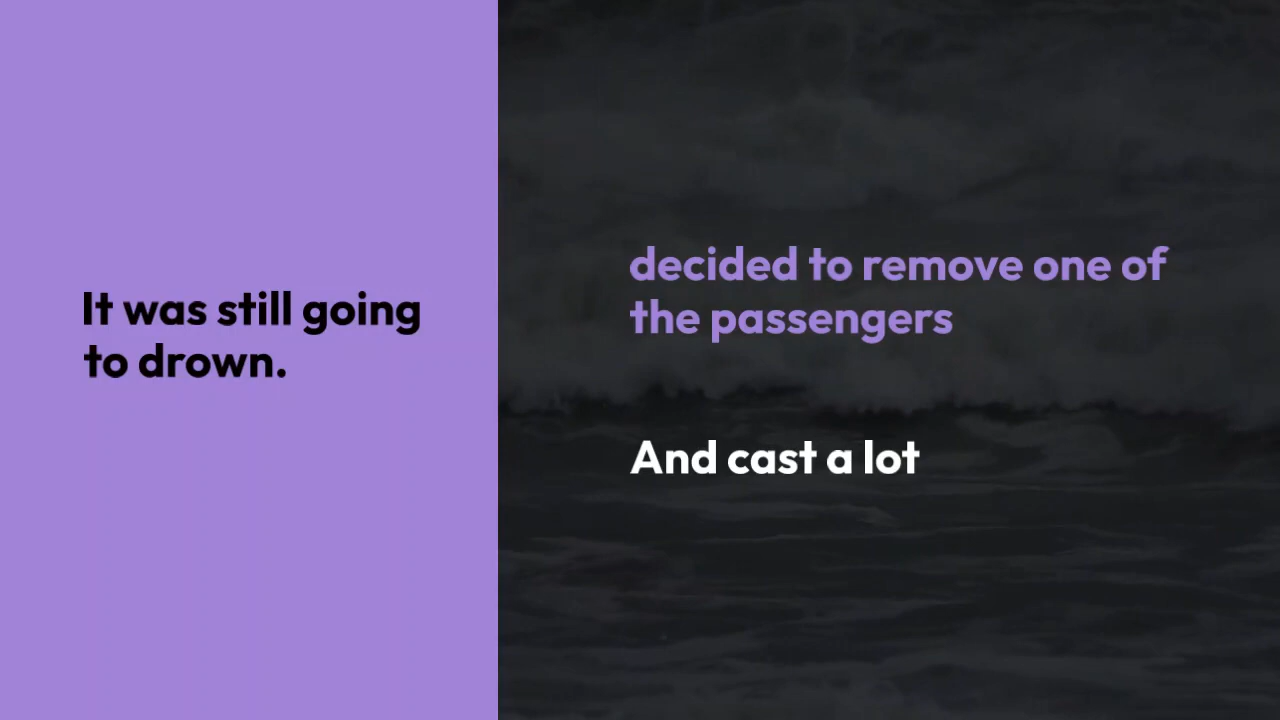 It was still going
to drown.
decided to remove one of
the passengers
And cast a lot